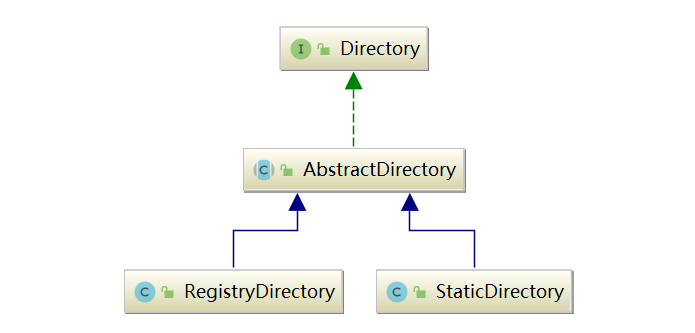 I Directory
C AbstractDirectory
C RegistryDirectory
C StaticDirectory